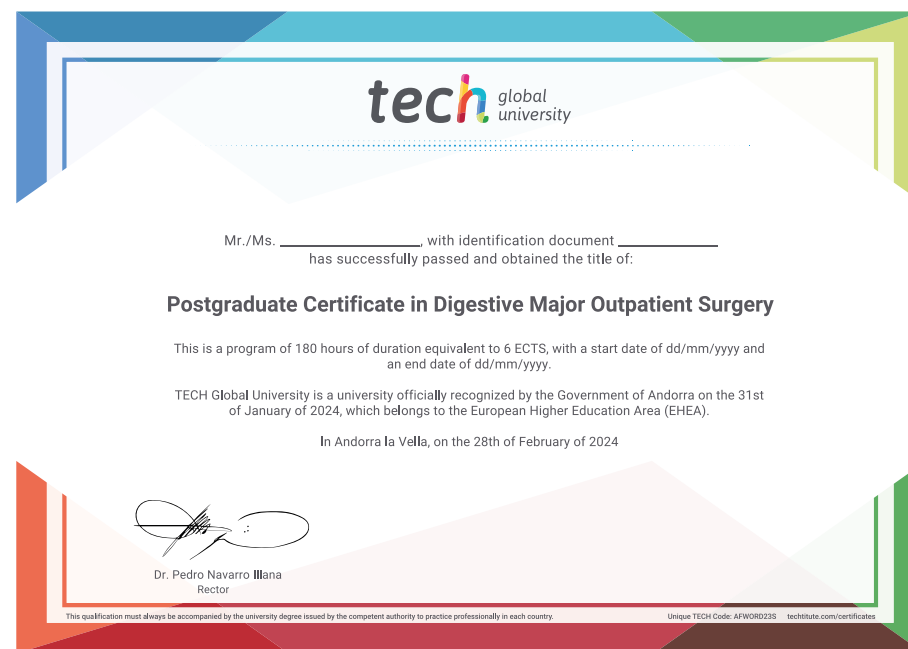 tech global university
Mr./Ms. ____________, with identification document ____________
has successfully passed and obtained the title of:
Postgraduate Certificate in Digestive Major Outpatient Surgery
This is a program of 180 hours of duration equivalent to 6 ECTS, with a start date of dd/mm/yyyy and
an end date of dd/mm/yyyy.
TECH Global University is a university officially recognized by the Government of Andorra on the 31st
of January of 2024, which belongs to the European Higher Education Area (EHEA).
In Andorra la Vella, on the 28th of February of 2024
Dr. Pedro Navarro Illana
Rector
This qualification must always be accompanied by the university degree issued by the competent authority to practice professionally in each country.
Unique TECH Code: AFWORD23S techtitute.com/certificates